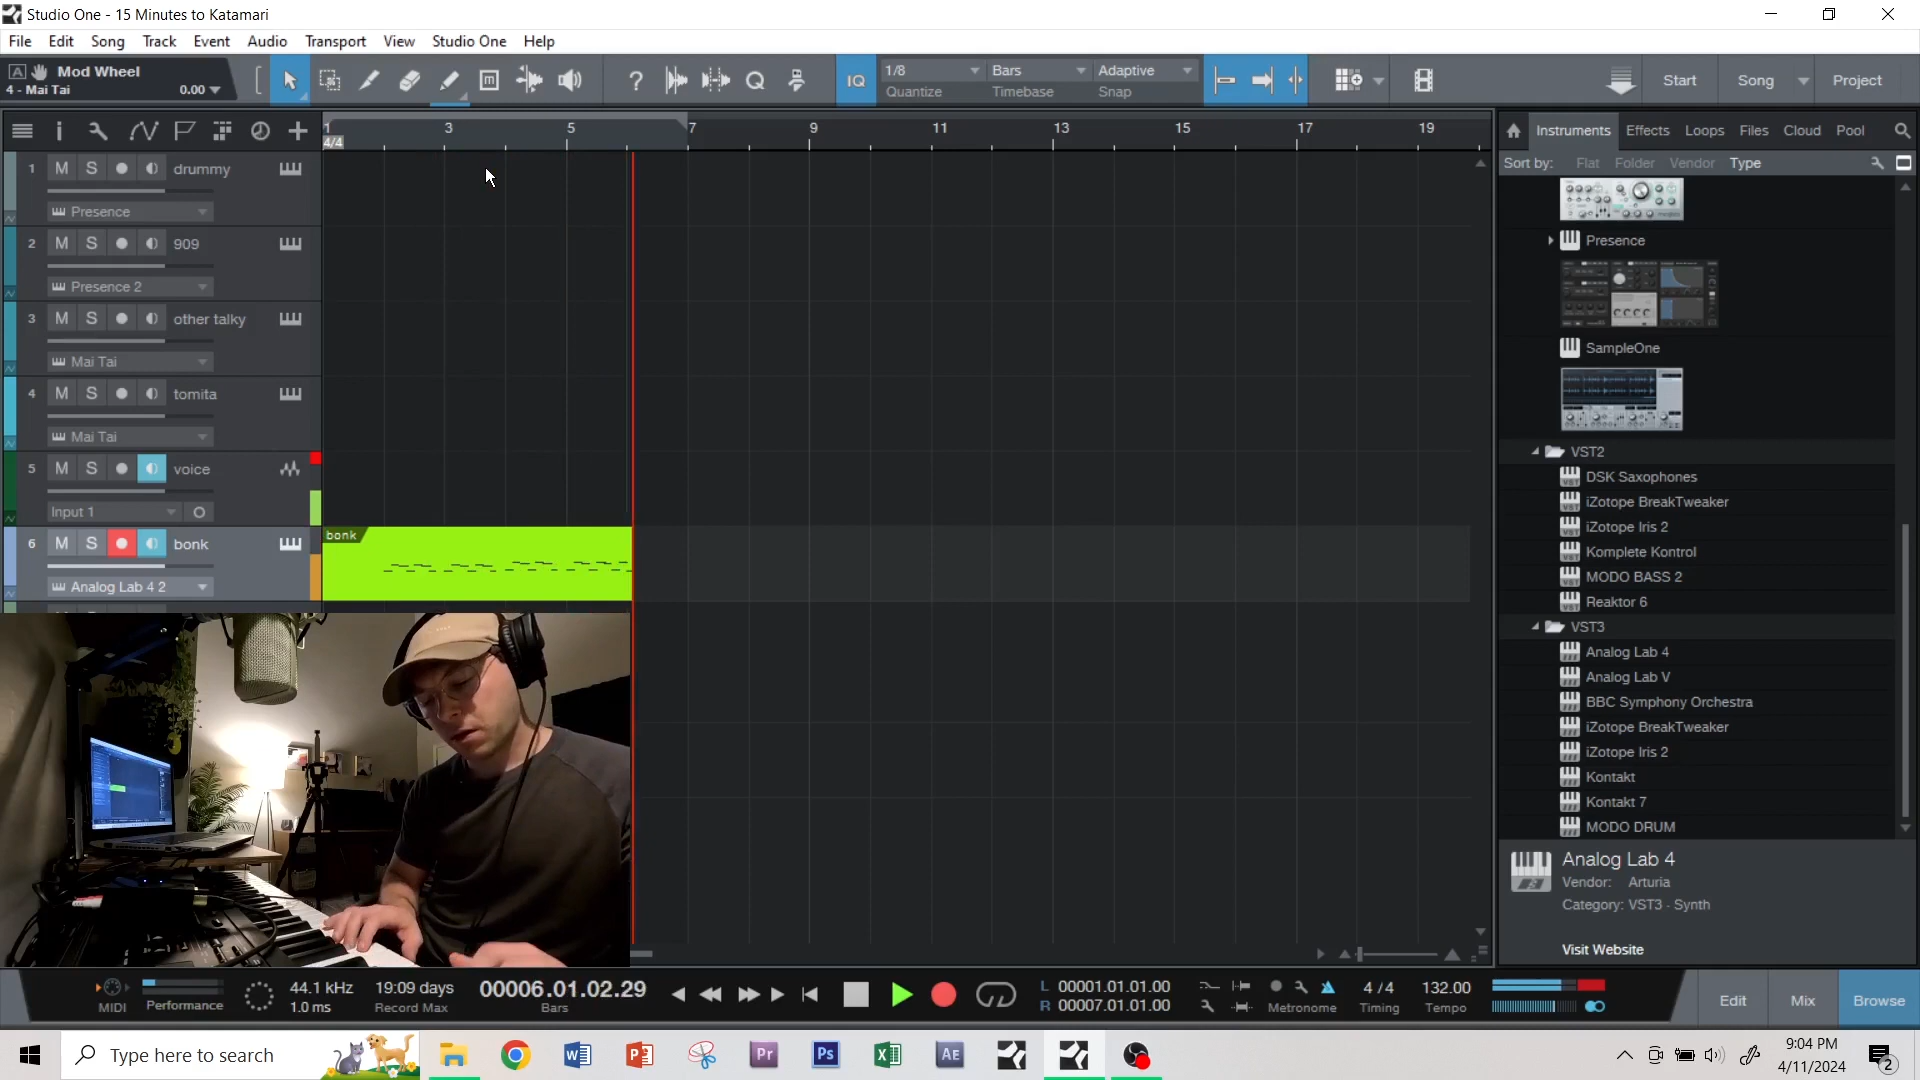 Studio One - 15 Minutes to Katamari
File Edit Song Track Event Audio Transport View Studio One Help
A Mod Wheel
4 - Mai Tai 0.00
IQ 1/8 Bars Adaptive Start Song Project
Quantize Timebase Snap
1 3 5 7 9 11 13 15 17 19
4/4
Instruments Effects Loops Files Cloud Pool
Sort by: Flat Folder Vendor Type
1 M S drummy
Presence
2 M S 909
Presence 2
3 M S other talky
Mai Tai
4 M S tomita
Mai Tai
5 M S voice
Input 1
6 M S bonk
Analog Lab 4 2
bonk
Presence
SampleOne
VST2
DSK Saxophones
iZotope BreakTweaker
iZotope Iris 2
Komplete Kontrol
MODO BASS 2
Reaktor 6
VST3
Analog Lab 4
Analog Lab V
BBC Symphony Orchestra
iZotope BreakTweaker
iZotope Iris 2
Kontakt
Kontakt 7
MODO DRUM
Analog Lab 4
Vendor: Arturia
Category: VST3 - Synth
Visit Website
MIDI Performance
44.1 kHz
1.0 ms
19:09 days
Record Max
00006.01.02.29
Bars
L 00001.01.01.00
R 00007.01.01.00
Metronome
4 / 4
Timing
132.00
Tempo
Edit Mix Browse
Type here to search
9:04 PM
4/11/2024
2